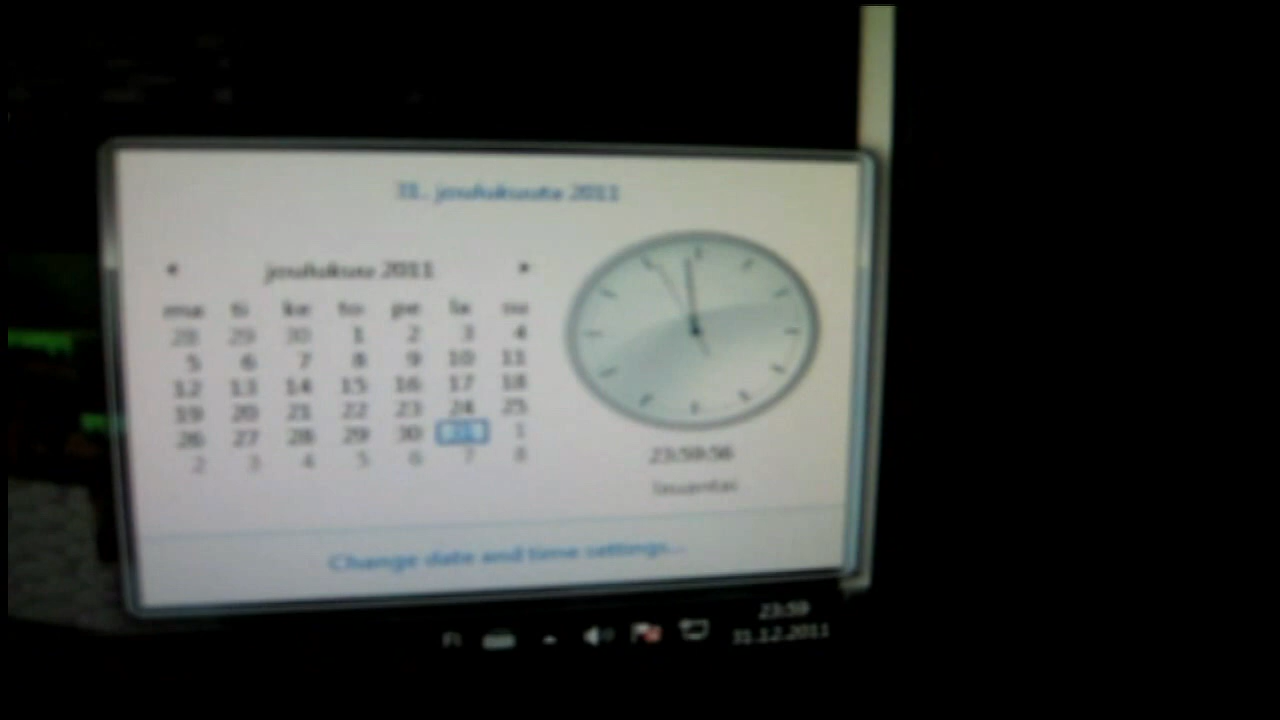 31. joulukuuta 2011
joulukuu 2011
ma ti ke to pe la su
28 29 30 1 2 3 4
5 6 7 8 9 10 11
12 13 14 15 16 17 18
19 20 21 22 23 24 25
26 27 28 29 30 31 1
2 3 4 5 6 7 8
23:59:56
lauantai
Change date and time settings...
FI
23:59
31.12.2011